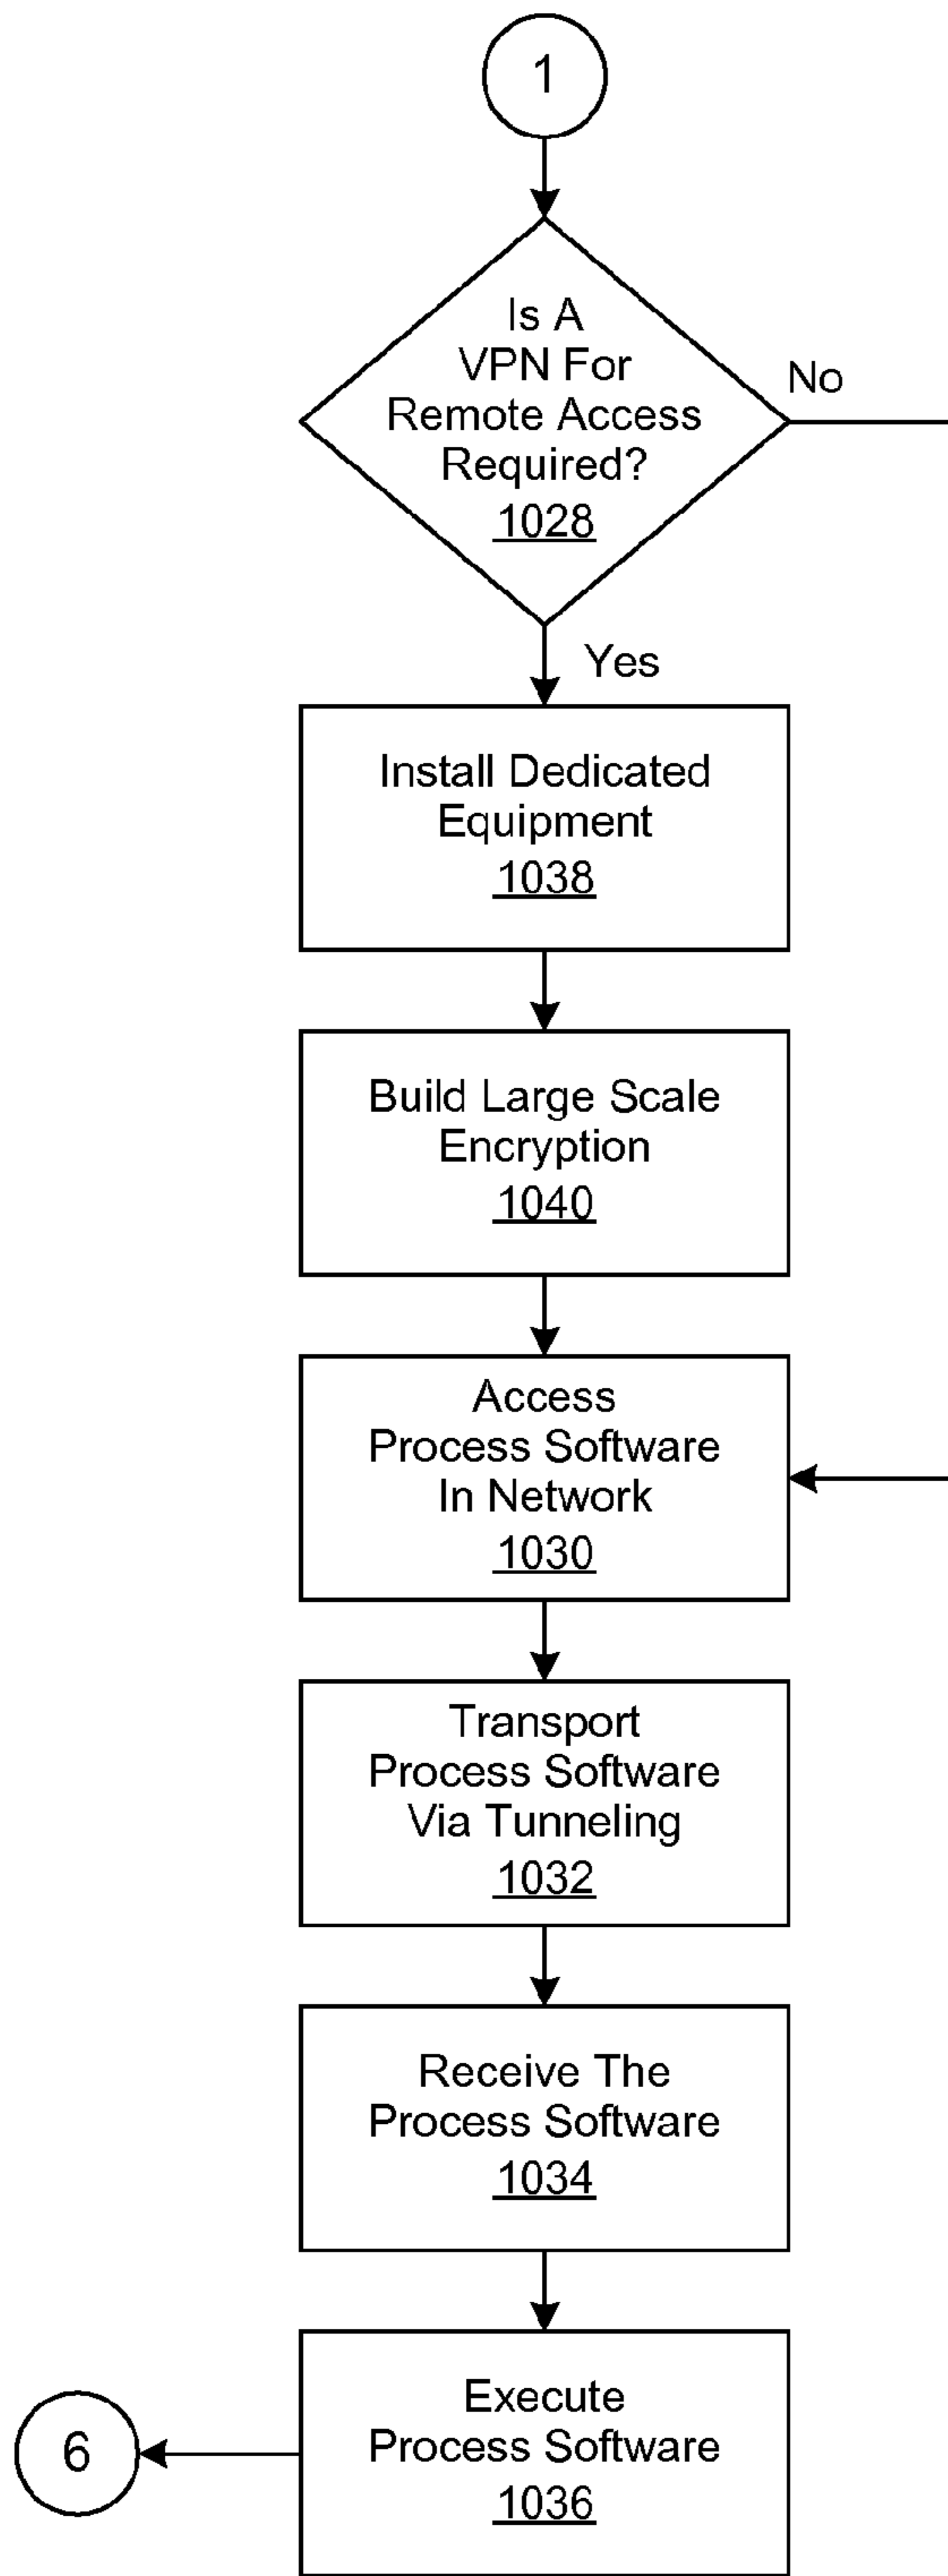 1
Is A
VPN For
Remote Access
Required?
1028
No
Yes
Install Dedicated
Equipment
1038
Build Large Scale
Encryption
1040
Access
Process Software
In Network
1030
Transport
Process Software
Via Tunneling
1032
Receive The
Process Software
1034
Execute
Process Software
1036
6